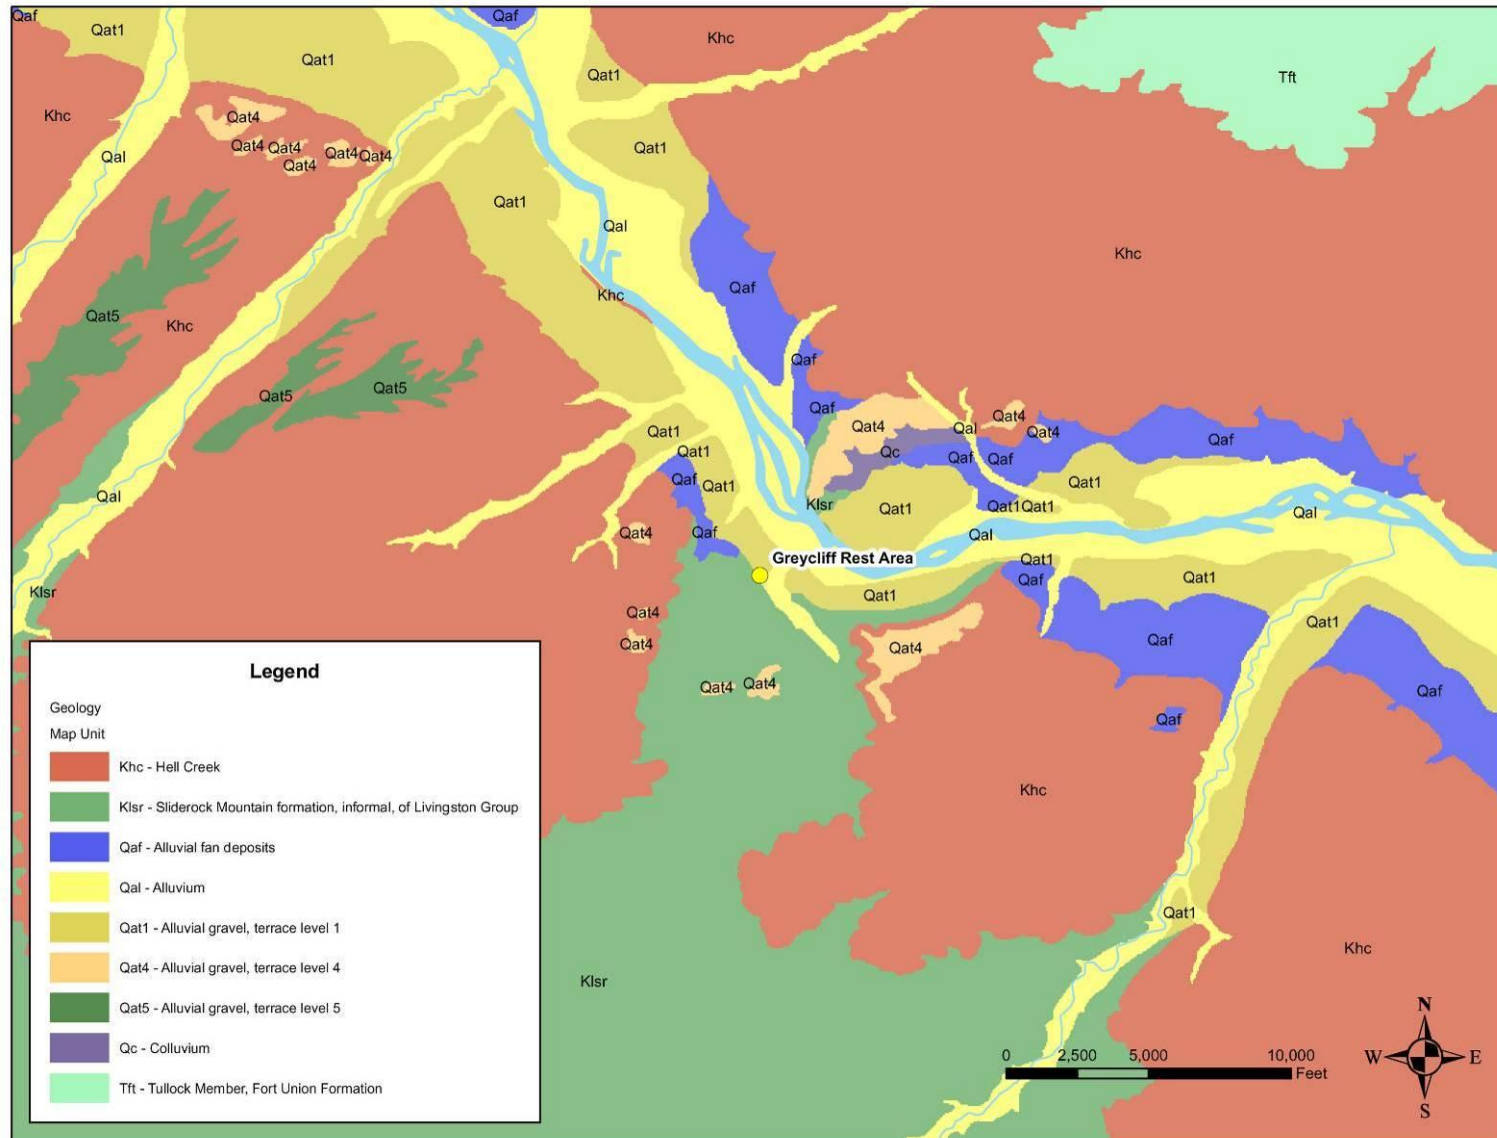 Qaf
Qaf
Qat1
Khc
Qat1
Qat1
Tft
Khc
Qat4
Qat4
Qat4
Qat4
Qat4
Qat4
Qal
Qat1
Qat1
Qal
Khc
Qaf
Khc
Qat5
Khc
Qaf
Qat5
Qat5
Qaf
Qat4
Qat4
Qal
Qat4
Qat1
Qaf
Qat1
Qc
Qaf
Qaf
Qaf
Qat1
Qat1
Qal
Klsr
Qat1
Qat1
Qat1
Qal
Qat4
Qaf
Qal
Greycliff Rest Area
Qat1
Qaf
Qat1
Klsr
Qat1
Qat4
Qat1
Qat4
Qat4
Qaf
Qat4
Qat4
Qaf
Qaf
Khc
Qat1
Khc
Klsr
Legend
Geology
Map Unit
Khc - Hell Creek
Klsr - Sliderock Mountain formation, informal, of Livingston Group
Qaf - Alluvial fan deposits
Qal - Alluvium
Qat1 - Alluvial gravel, terrace level 1
Qat4 - Alluvial gravel, terrace level 4
Qat5 - Alluvial gravel, terrace level 5
Qc - Colluvium
Tft - Tullock Member, Fort Union Formation
0 2,500 5,000 10,000
Feet
N
W E
S